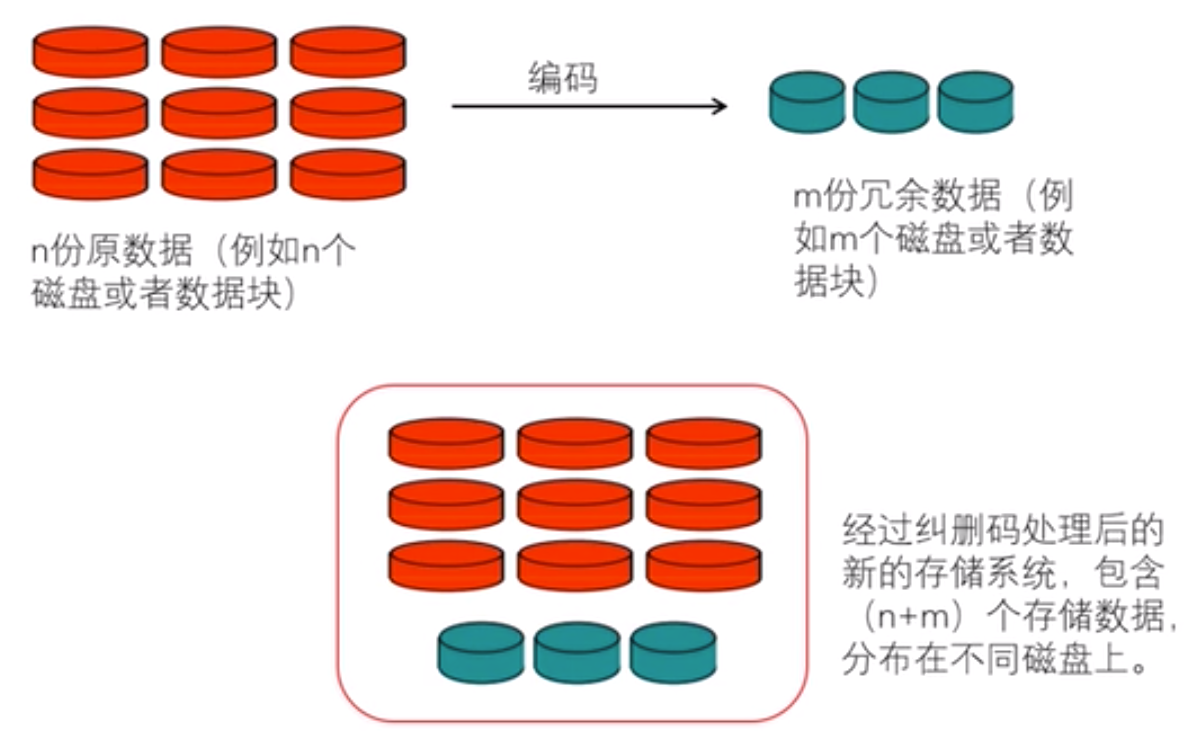 编码
n份原数据（例如n个
磁盘或者数据块）
m份冗余数据（例
如m个磁盘或者数
据块）
经过纠删码处理后的
新的存储系统，包含
（n+m）个存储数据，
分布在不同磁盘上。